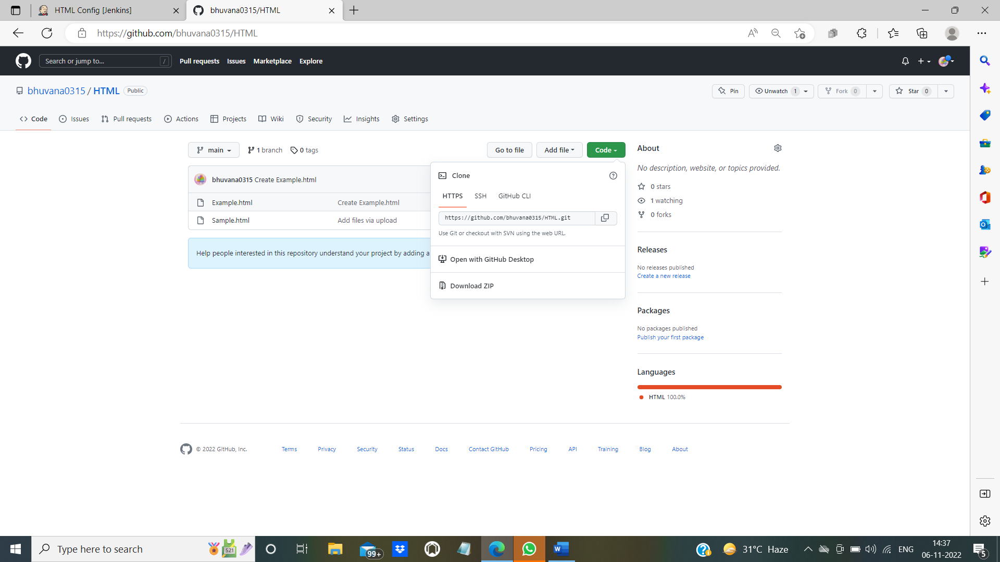 HTML Config [Jenkins]
bhuvana0315/HTML
https://github.com/bhuvana0315/HTML
Search or jump to... /
Pull requests Issues Marketplace Explore
bhuvana0315 / HTML Public
Pin Unwatch 1 Fork 0 Star 0
Code Issues Pull requests Actions Projects Wiki Security Insights Settings
main 1 branch 0 tags Go to file Add file Code
bhuvana0315 Create Example.html
Example.html Create Example.html
Sample.html Add files via upload
Help people interested in this repository understand your project by adding a
Clone
HTTPS SSH GitHub CLI
https://github.com/bhuvana0315/HTML.git
Use Git or checkout with SVN using the web URL.
Open with GitHub Desktop
Download ZIP
About
No description, website, or topics provided.
0 stars
1 watching
0 forks
Releases
No releases published
Create a new release
Packages
No packages published
Publish your first package
Languages
HTML 100.0%
© 2022 GitHub, Inc. Terms Privacy Security Status Docs Contact GitHub Pricing API Training Blog About
Type here to search
521
99+
31°C Haze
ENG
14:37
06-11-2022
5